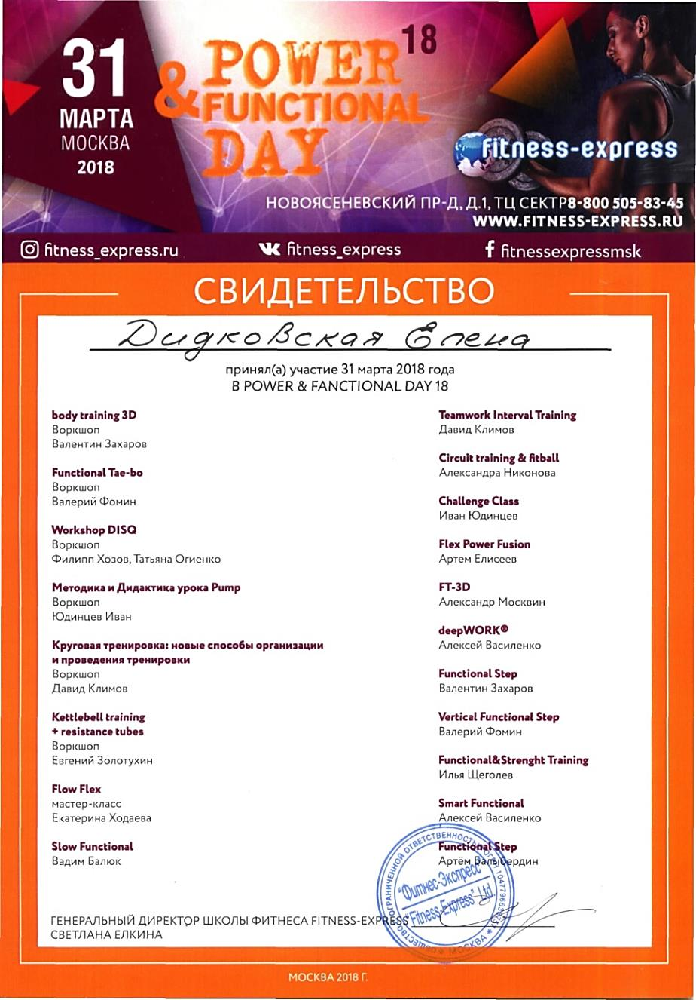 31
МАРТА
МОСКВА
2018
POWER 18
& FUNCTIONAL
DAY
fitness-express
НОВОЯСЕНЕВСКИЙ ПР-Д, Д.1, ТЦ СЕКТР8-800 505-83-45
WWW.FITNESS-EXPRESS.RU
fitness_express.ru
fitness_express
fitnessexpressmsk
СВИДЕТЕЛЬСТВО
Дидковская Елена
принял(а) участие 31 марта 2018 года
В POWER & FANCTIONAL DAY 18
body training 3D
Воркшоп
Валентин Захаров
Functional Tae-bo
Воркшоп
Валерий Фомин
Workshop DISQ
Воркшоп
Филипп Хозов, Татьяна Огиенко
Методика и Дидактика урока Pump
Воркшоп
Юдинцев Иван
Круговая тренировка: новые способы организации
и проведения тренировки
Воркшоп
Давид Климов
Kettlebell training
+ resistance tubes
Воркшоп
Евгений Золотухин
Flow Flex
мастер-класс
Екатерина Ходаева
Slow Functional
Вадим Балюк
Teamwork Interval Training
Давид Климов
Circuit training & fitball
Александра Никонова
Challenge Class
Иван Юдинцев
Flex Power Fusion
Артем Елисеев
FT-3D
Александр Москвин
deepWORK®
Алексей Василенко
Functional Step
Валентин Захаров
Vertical Functional Step
Валерий Фомин
Functional&Strenght Training
Илья Щеголев
Smart Functional
Алексей Василенко
Functional Step
Артём Валыбердин
ГЕНЕРАЛЬНЫЙ ДИРЕКТОР ШКОЛЫ ФИТНЕСА FITNESS-EXPRESS
СВЕТЛАНА ЕЛКИНА
"Фитнес-Экспресс"
"Fitness-Express" Ltd.
МОСКВА
МОСКВА 2018 Г.